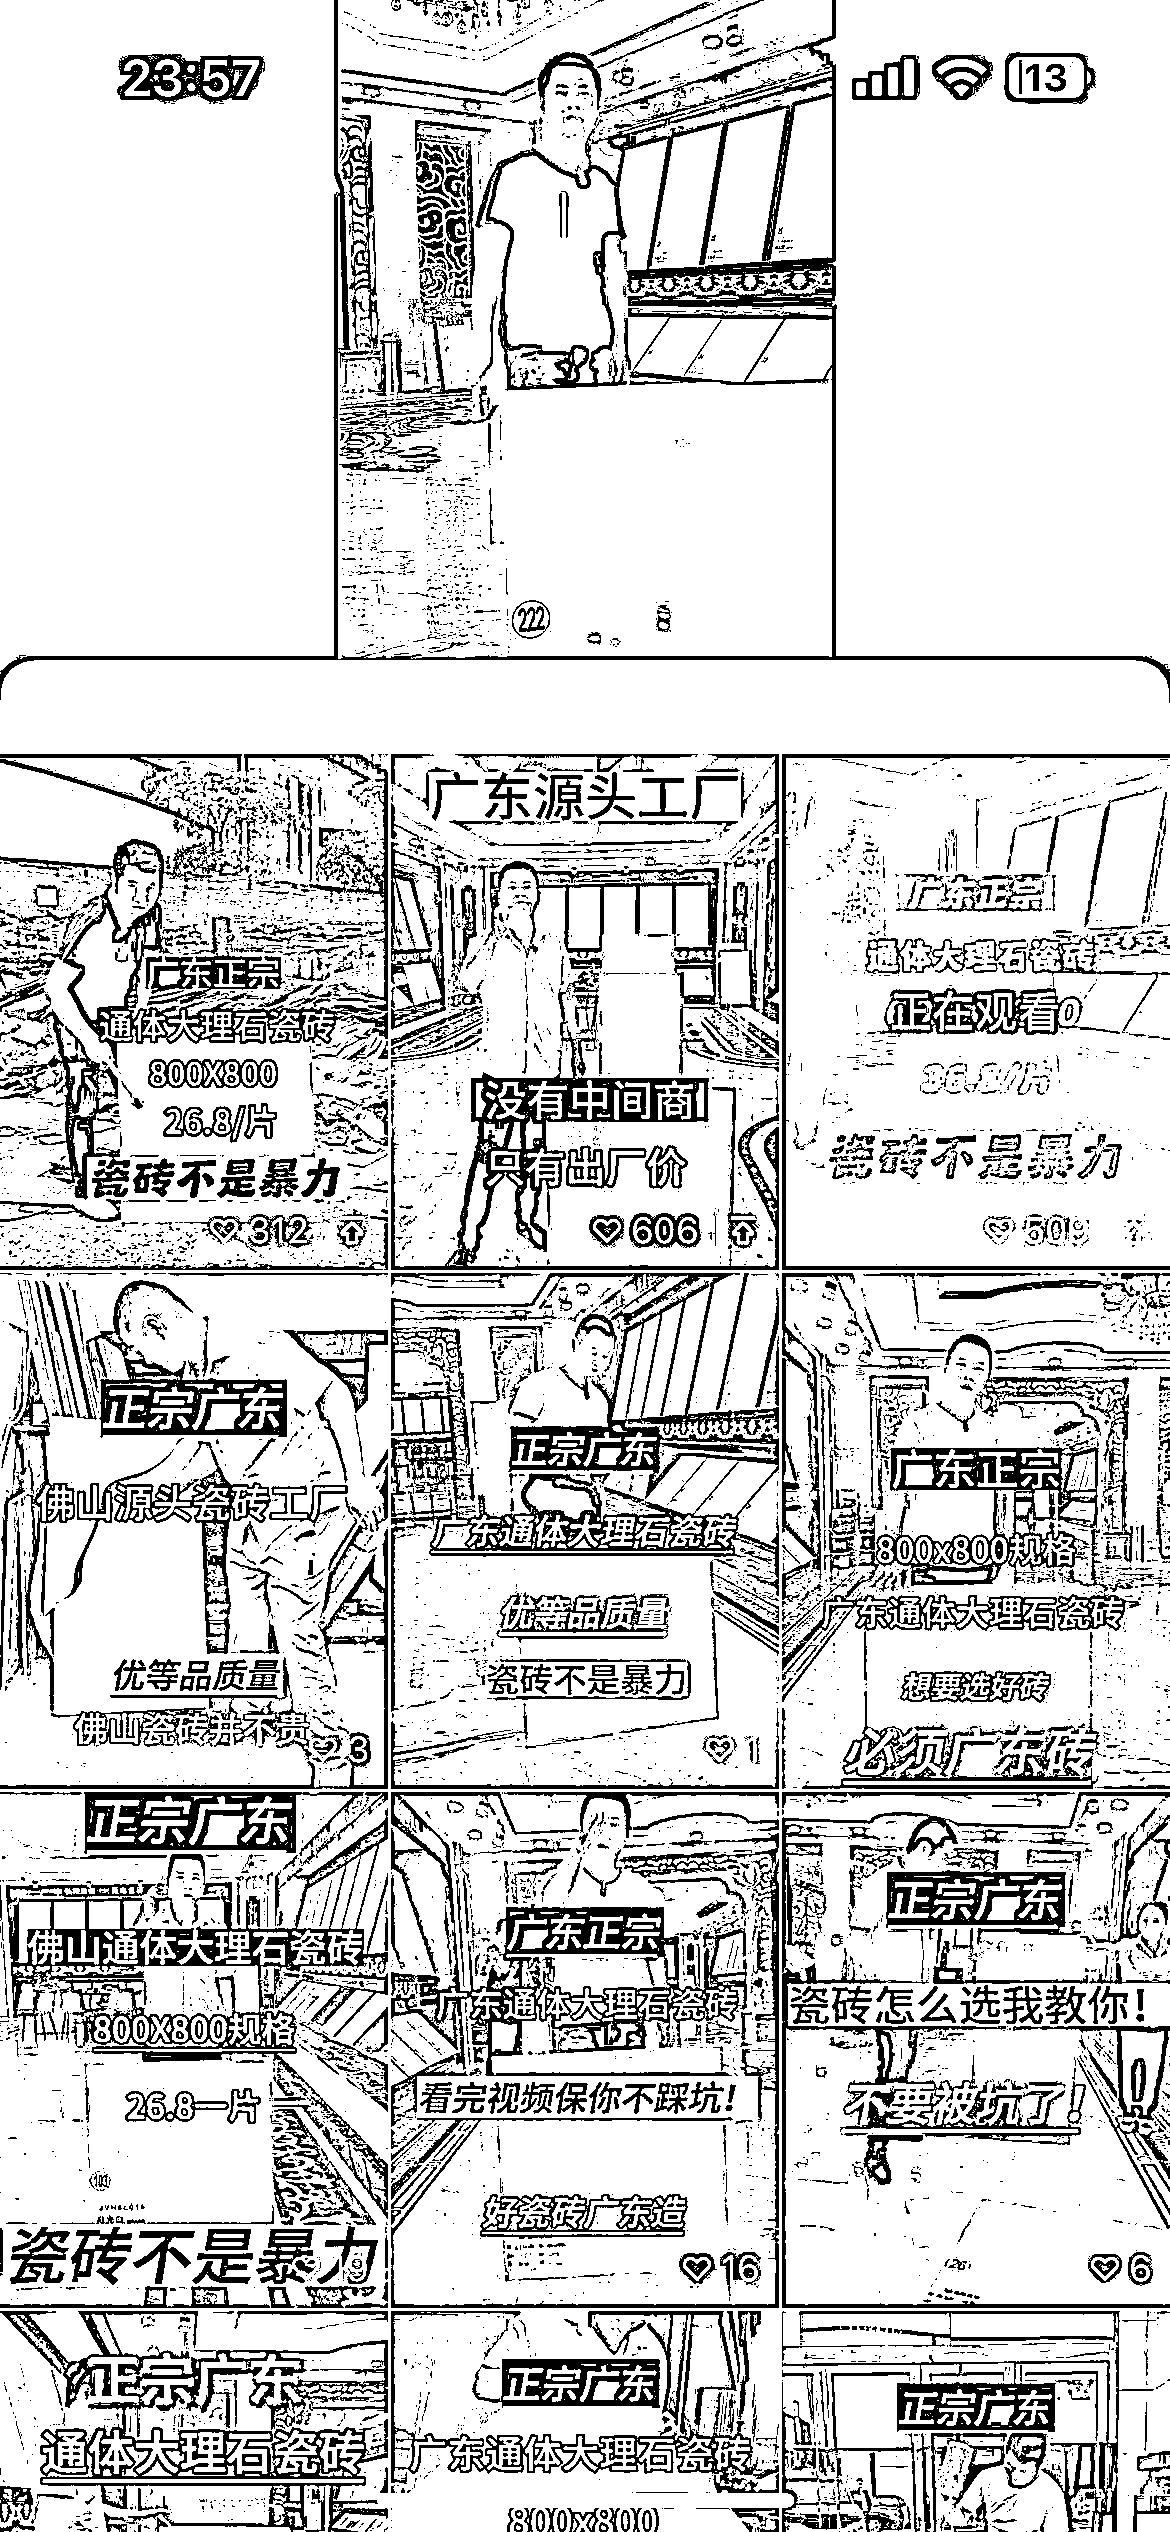 23:57
13
222
广东正宗
通体大理石瓷砖
800X800
26.8/片
瓷砖不是暴力
312
广东源头工厂
没有中间商
只有出厂价
606
广东正宗
通体大理石瓷砖
正在观看0
瓷砖不是暴力
509
正宗广东
佛山源头瓷砖工厂
优等品质量
佛山瓷砖并不贵
23
正宗广东
广东通体大理石瓷砖
优等品质量
瓷砖不是暴力
1
广东正宗
800x800规格
广东通体大理石瓷砖
想要选好砖
必须广东砖
正宗广东
佛山通体大理石瓷砖
800X800规格
26.8一片
瓷砖不是暴力
广东正宗
广东通体大理石瓷砖
看完视频保你不踩坑！
好瓷砖广东造
16
正宗广东
瓷砖怎么选我教你！
不要被坑了！
6
正宗广东
通体大理石瓷砖
正宗广东
广东通体大理石瓷砖
800x800
正宗广东